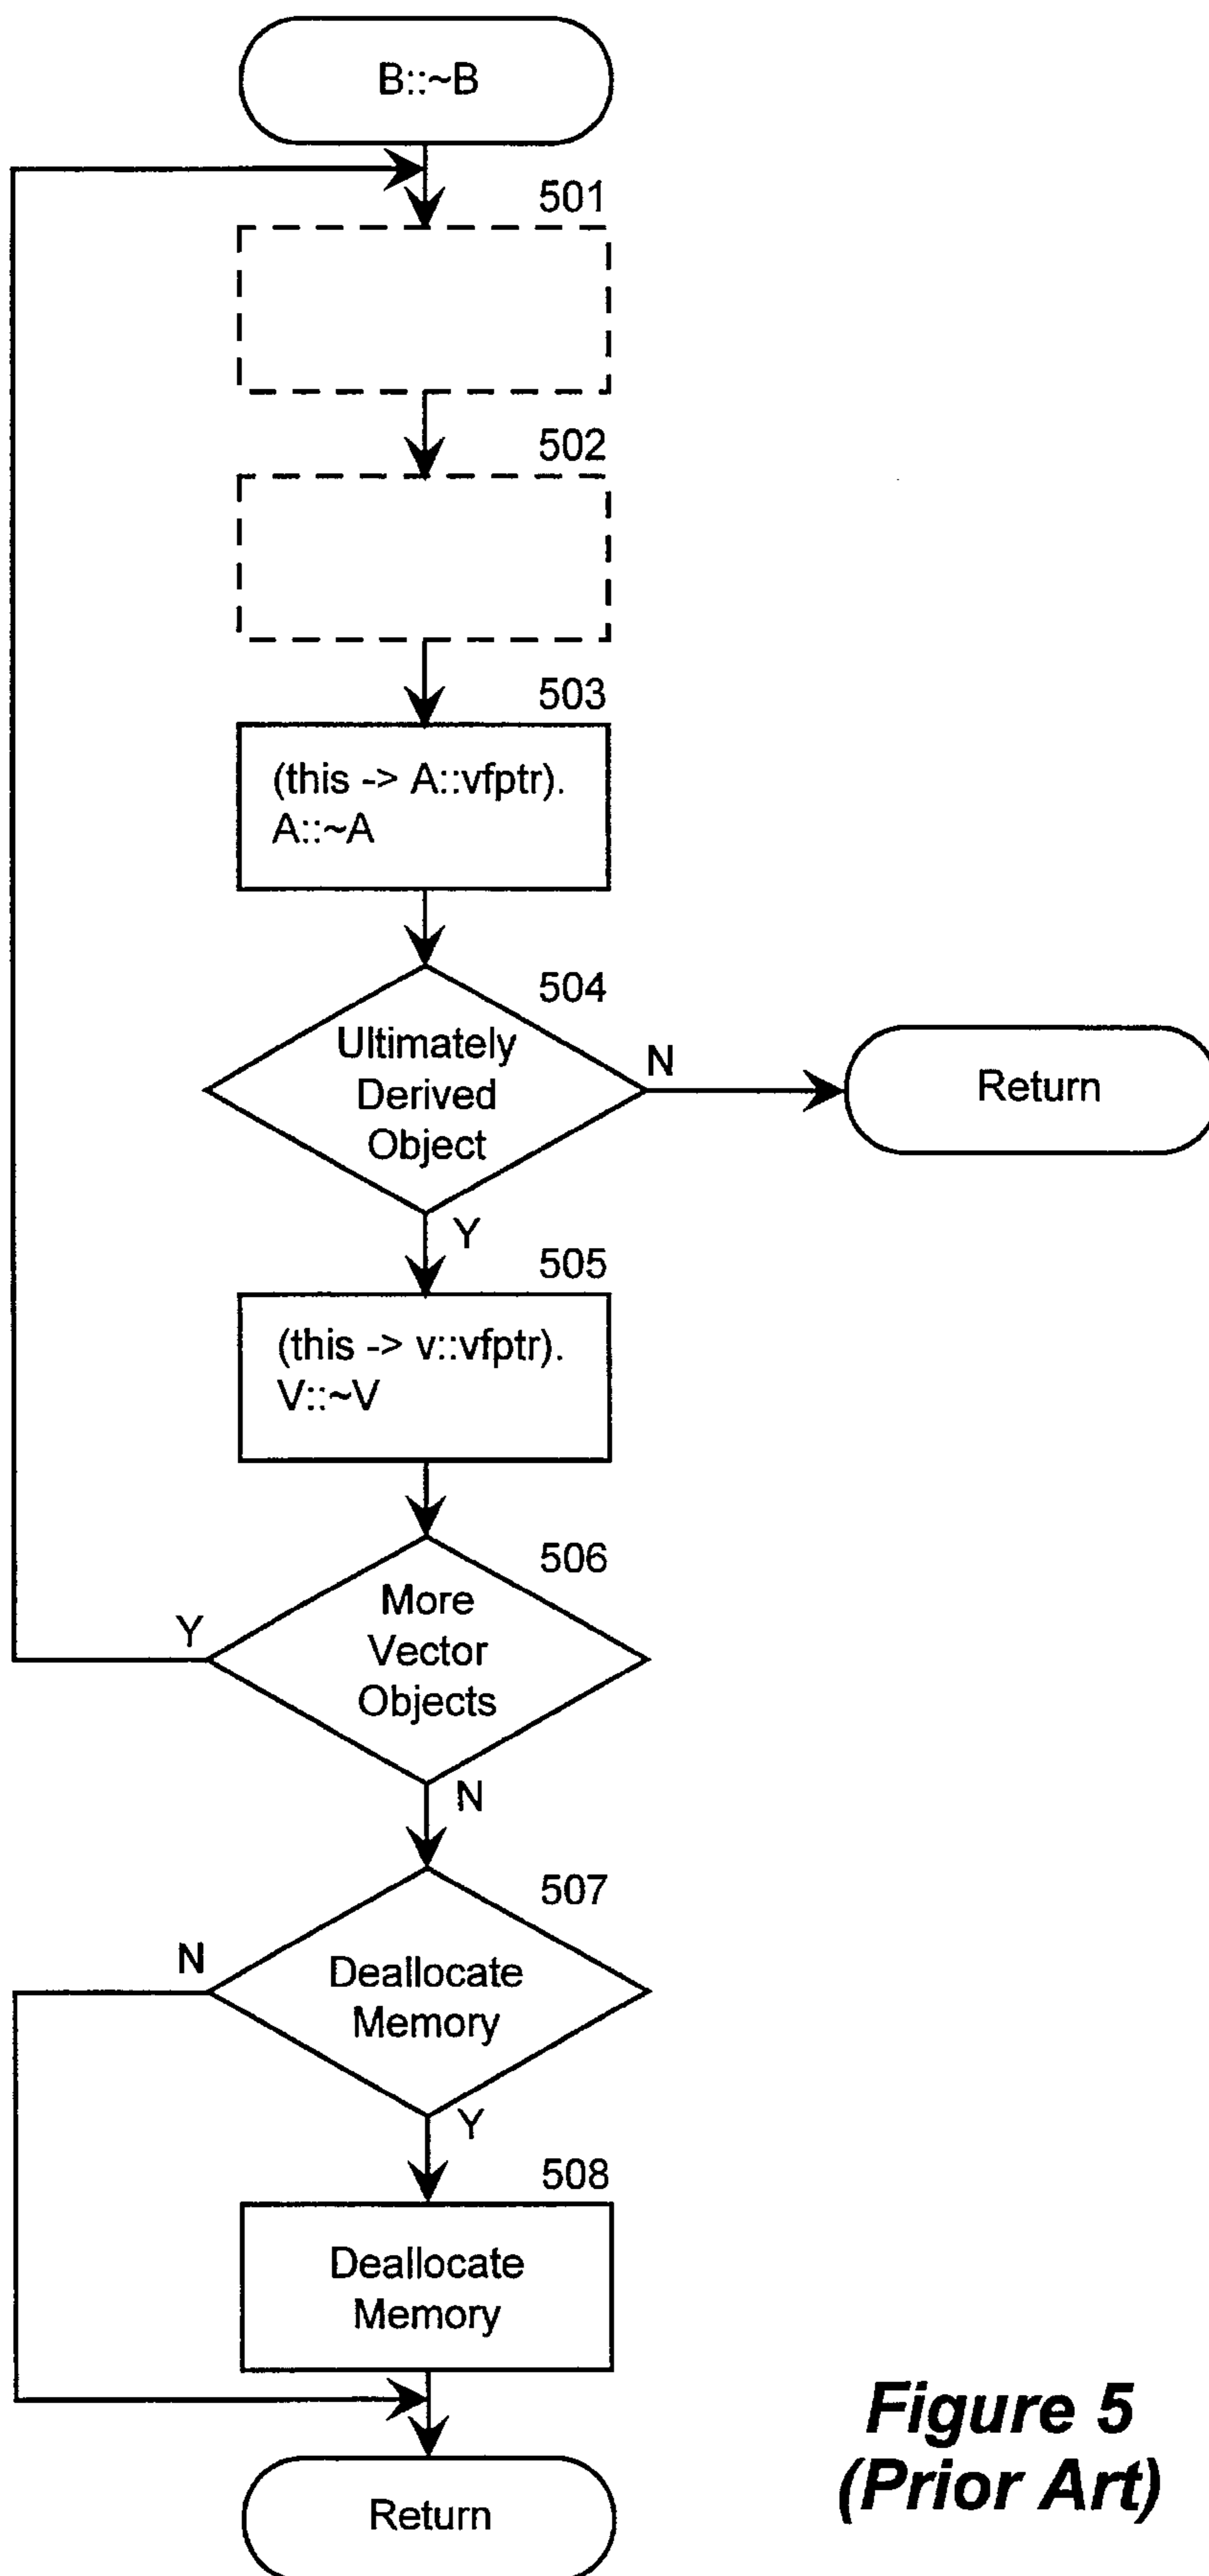 B::~B
501
502
503
(this -> A::vfptr).
A::~A
504
Ultimately
Derived
Object
N
Return
Y
505
(this -> v::vfptr).
V::~V
506
More
Vector
Objects
Y
N
507
Deallocate
Memory
N
Y
508
Deallocate
Memory
Return
Figure 5
(Prior Art)